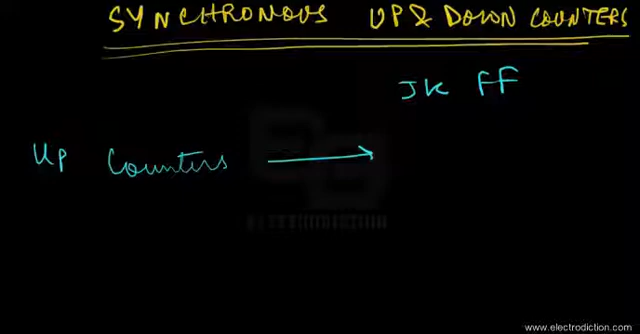 SYNCHRONOUS UP & DOWN COUNTERS
JK FF
Up Counters →
www.electrodiction.com